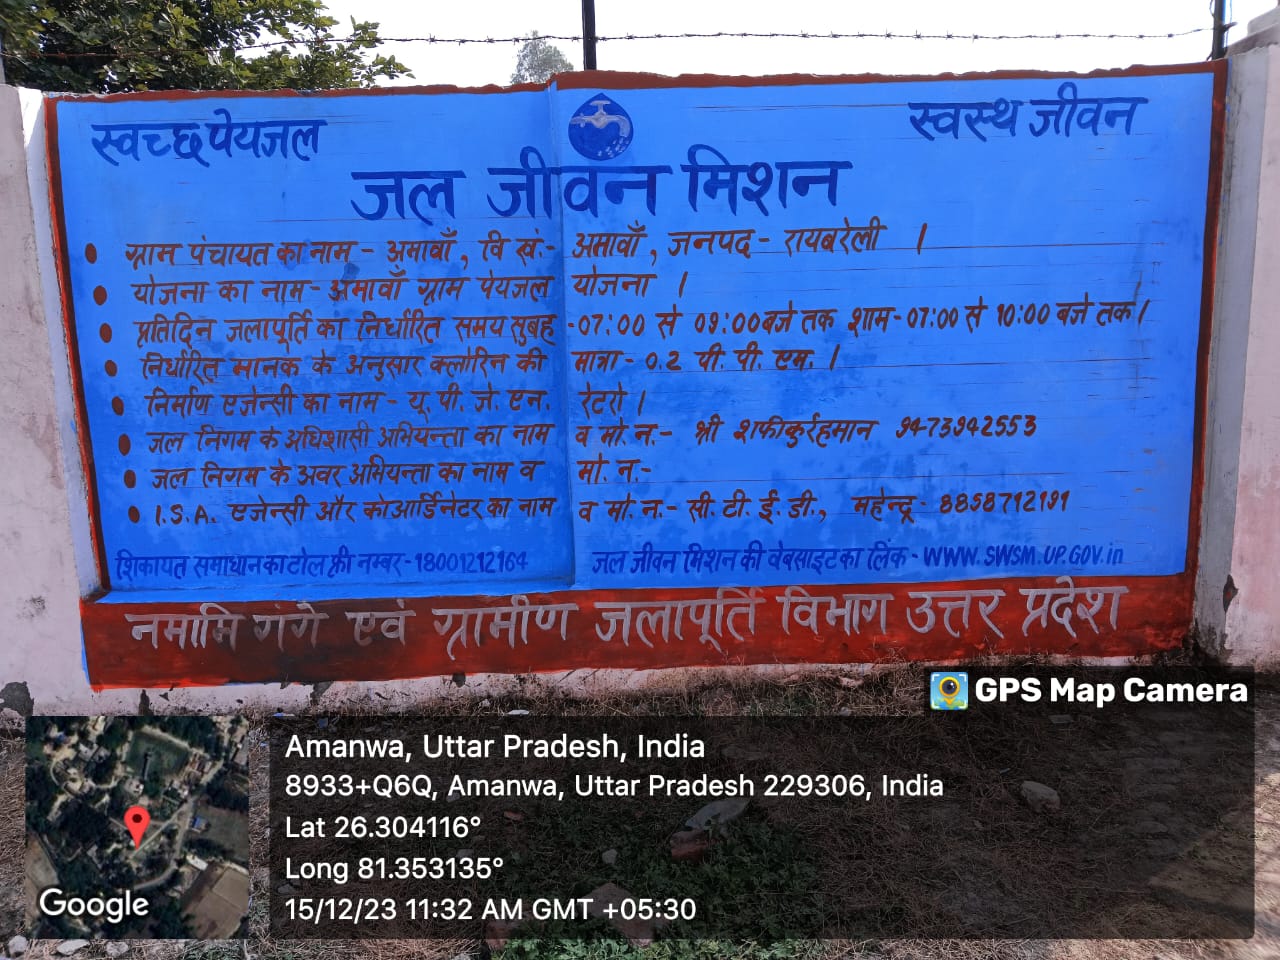 स्वच्छ पेयजल
स्वस्थ जीवन
जल जीवन मिशन
• ग्राम पंचायत का नाम - अमावाँ, वि खं:- अमावाँ, जनपद - रायबरेली ।
• योजना का नाम - अमावाँ ग्राम पेयजल योजना ।
• प्रतिदिन जलापूर्ति का निर्धारित समय सुबह - 07:00 से 09:00 बजे तक शाम - 07:00 से 10:00 बजे तक।
• निर्धारित मानक के अनुसार क्लोरिन की मात्रा - 0.2 पी. पी. एम. ।
• निर्माण एजेन्सी का नाम - यू. पी. जे. एन. रेटरो ।
• जल निगम के अधिशासी अभियन्ता का नाम व मो. न. - श्री शफीकुर्रहमान 9473942553
• जल निगम के अवर अभियन्ता का नाम व मो. न.-
• I.S.A. एजेन्सी और कोआर्डिनेटर का नाम व मो. न.- सी. टी. ई. डी., महेन्द्र - 8858712191
शिकायत समाधान का टोल फ्री नम्बर - 18001212164
जल जीवन मिशन की वेबसाइट का लिंक - WWW.SWSM.UP.GOV.in
नमामि गंगे एवं ग्रामीण जलापूर्ति विभाग उत्तर प्रदेश
GPS Map Camera
Amanwa, Uttar Pradesh, India
8933+Q6Q, Amanwa, Uttar Pradesh 229306, India
Lat 26.304116°
Long 81.353135°
15/12/23 11:32 AM GMT +05:30
Google